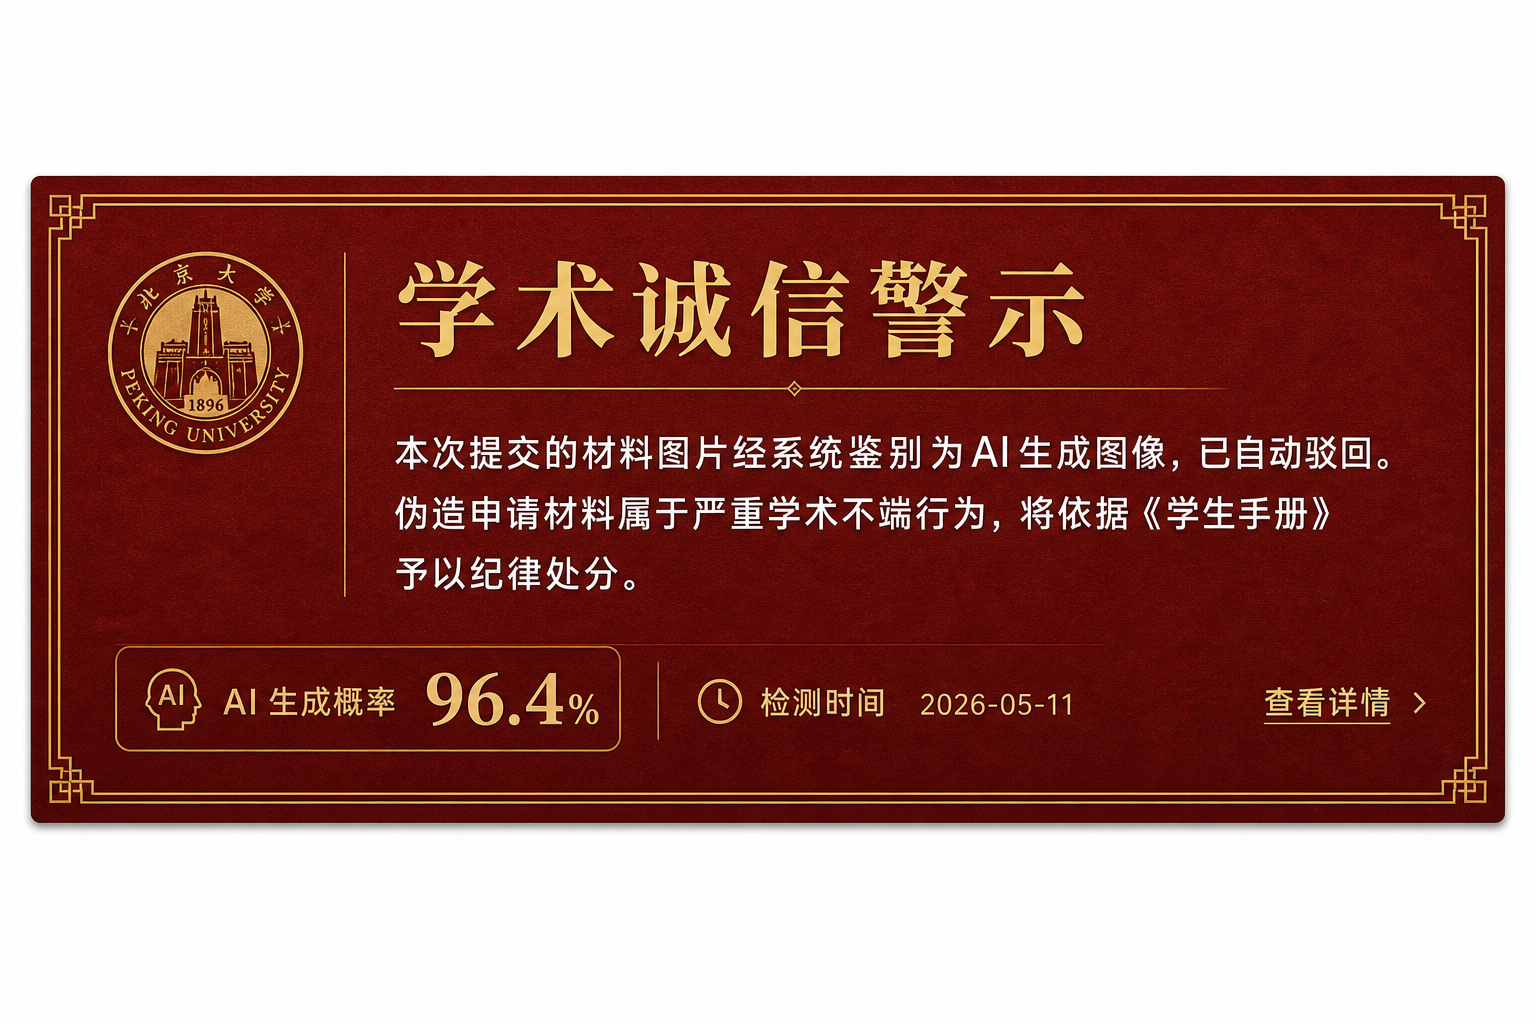 北京大学
PEKING UNIVERSITY
1896
学术诚信警示
本次提交的材料图片经系统鉴别为 AI 生成图像，已自动驳回。
伪造申请材料属于严重学术不端行为，将依据《学生手册》
予以纪律处分。
AI
AI 生成概率 96.4%
检测时间 2026-05-11
查看详情 >